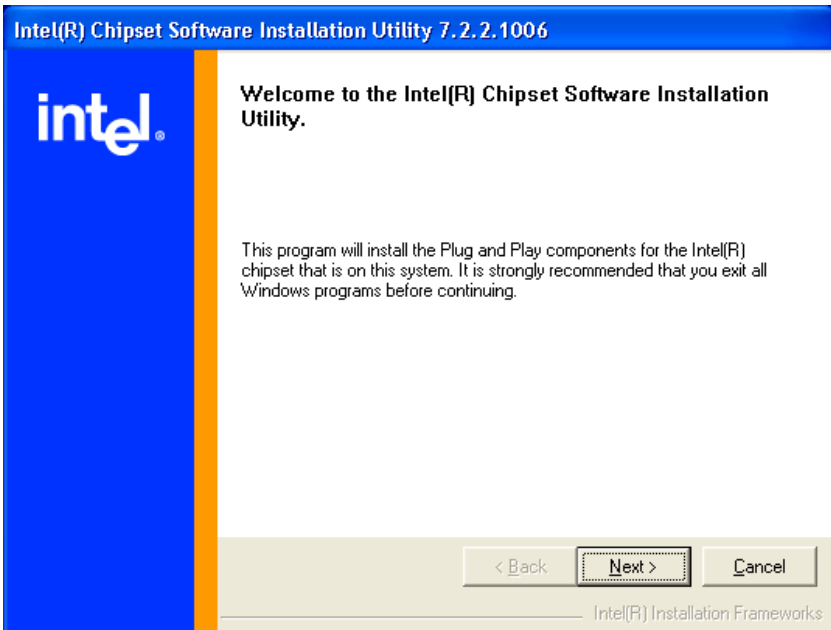 Intel(R) Chipset Software Installation Utility 7.2.2.1006
intel®
Welcome to the Intel(R) Chipset Software Installation
Utility.
This program will install the Plug and Play components for the Intel(R)
chipset that is on this system. It is strongly recommended that you exit all
Windows programs before continuing.
< Back
Next >
Cancel
Intel(R) Installation Frameworks